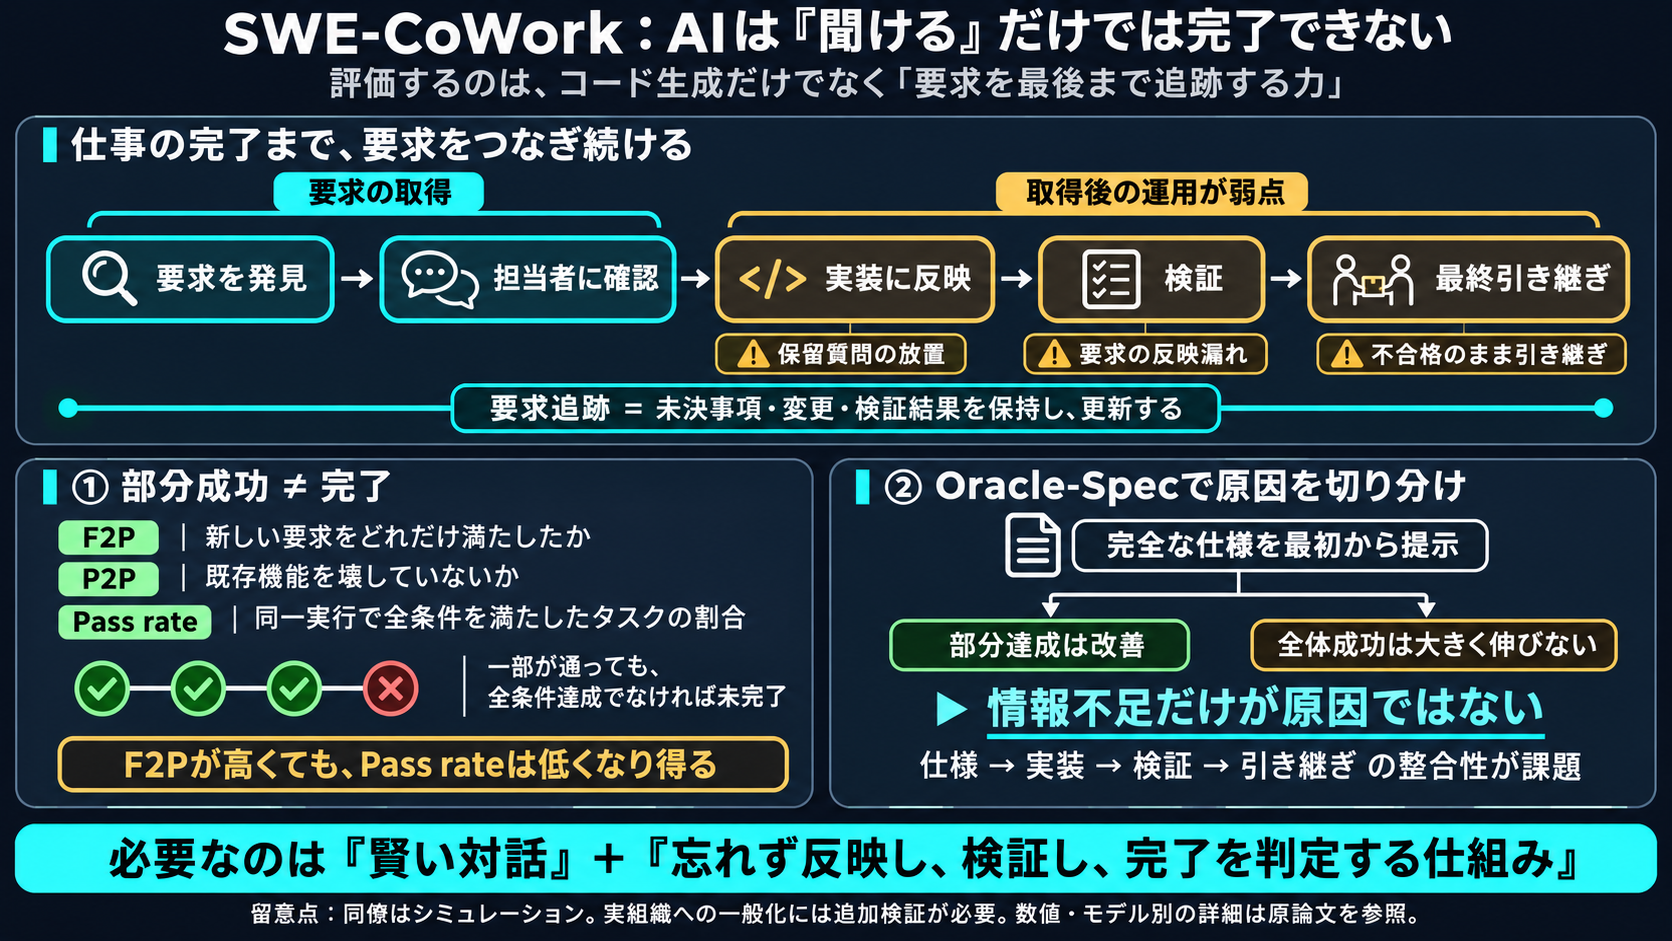 SWE-CoWork：AIは『聞ける』だけでは完了できない
評価するのは、コード生成だけでなく「要求を最後まで追跡する力」
仕事の完了まで、要求をつなぎ続ける
要求の取得
取得後の運用が弱点
要求を発見
担当者に確認
</> 実装に反映
検証
最終引き継ぎ
保留質問の放置
要求の反映漏れ
不合格のまま引き継ぎ
要求追跡 = 未決事項・変更・検証結果を保持し、更新する
① 部分成功 ≠ 完了
F2P | 新しい要求をどれだけ満たしたか
P2P | 既存機能を壊していないか
Pass rate | 同一実行で全条件を満たしたタスクの割合
一部が通っても、
全条件達成でなければ未完了
F2Pが高くても、Pass rateは低くなり得る
② Oracle-Specで原因を切り分け
完全な仕様を最初から提示
部分達成は改善
全体成功は大きく伸びない
▶ 情報不足だけが原因ではない
仕様 → 実装 → 検証 → 引き継ぎ の整合性が課題
必要なのは『賢い対話』＋『忘れず反映し、検証し、完了を判定する仕組み』
留意点：同僚はシミュレーション。実組織への一般化には追加検証が必要。数値・モデル別の詳細は原論文を参照。